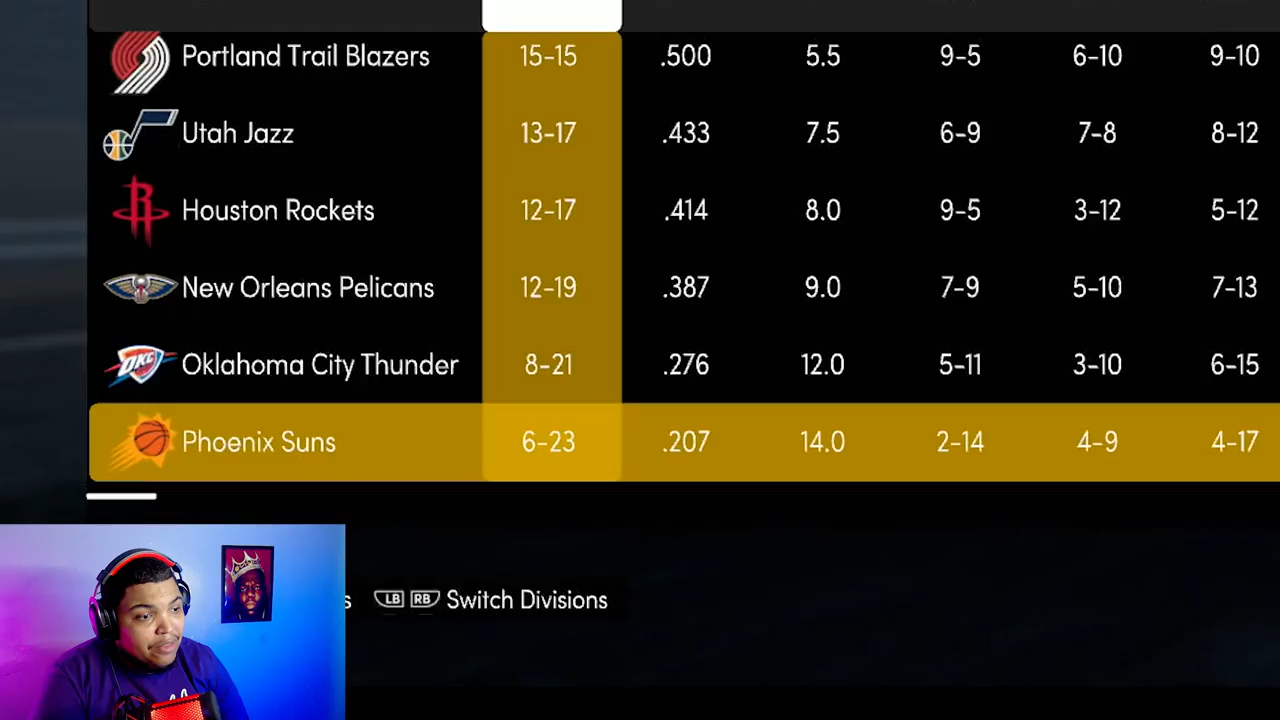 Portland Trail Blazers 15-15 .500 5.5 9-5 6-10 9-10
Utah Jazz 13-17 .433 7.5 6-9 7-8 8-12
Houston Rockets 12-17 .414 8.0 9-5 3-12 5-12
New Orleans Pelicans 12-19 .387 9.0 7-9 5-10 7-13
OKC Oklahoma City Thunder 8-21 .276 12.0 5-11 3-10 6-15
Phoenix Suns 6-23 .207 14.0 2-14 4-9 4-17
s LB RB Switch Divisions